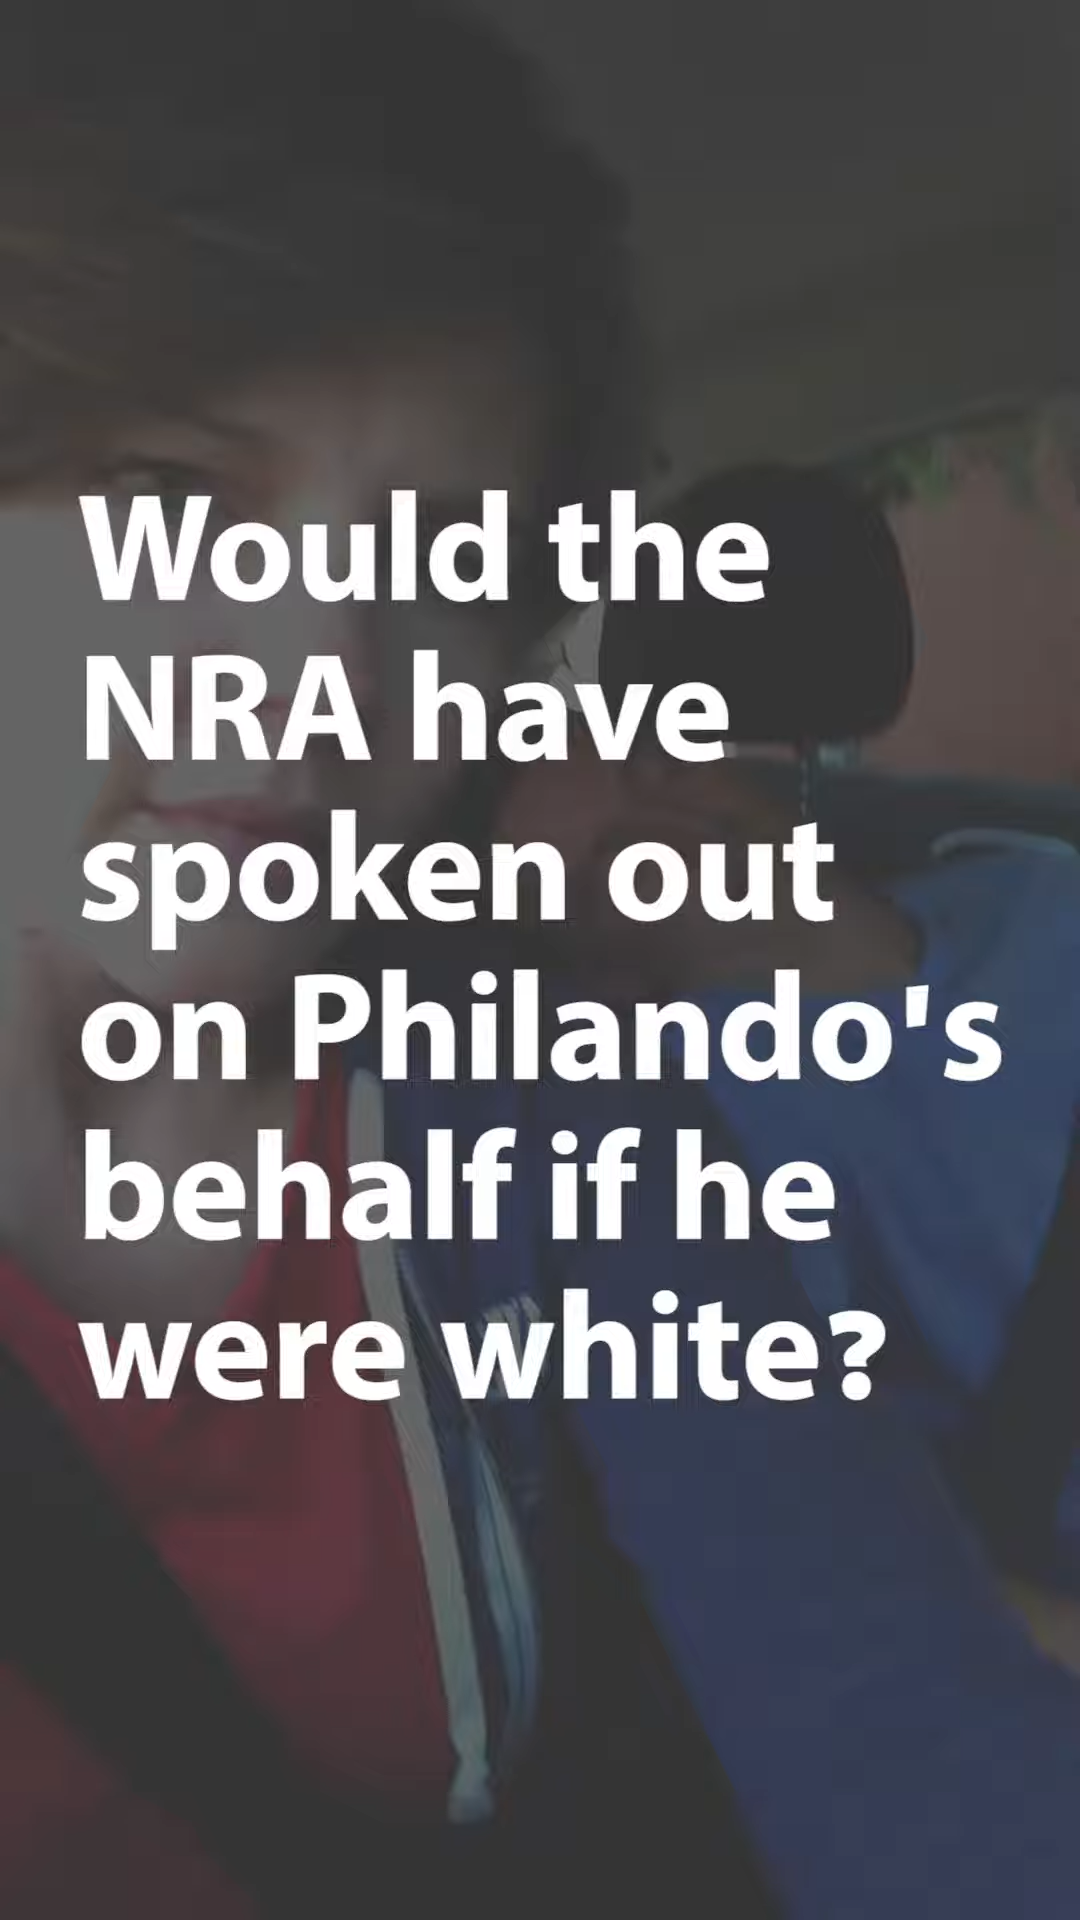 Would the
NRA have
spoken out
on Philando's
behalf if he
were white?